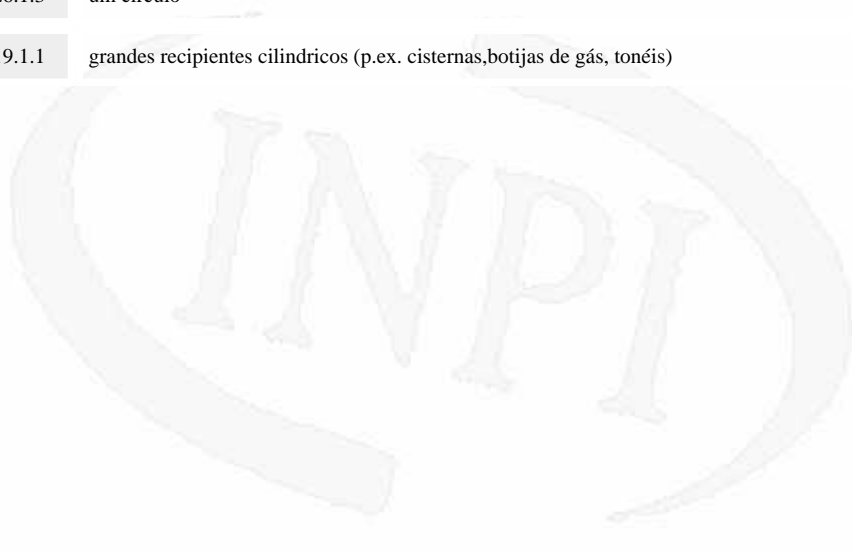 um círculo
9.1.1 grandes recipientes cilindricos (p.ex. cisternas,botijas de gás, tonéis)
INPI